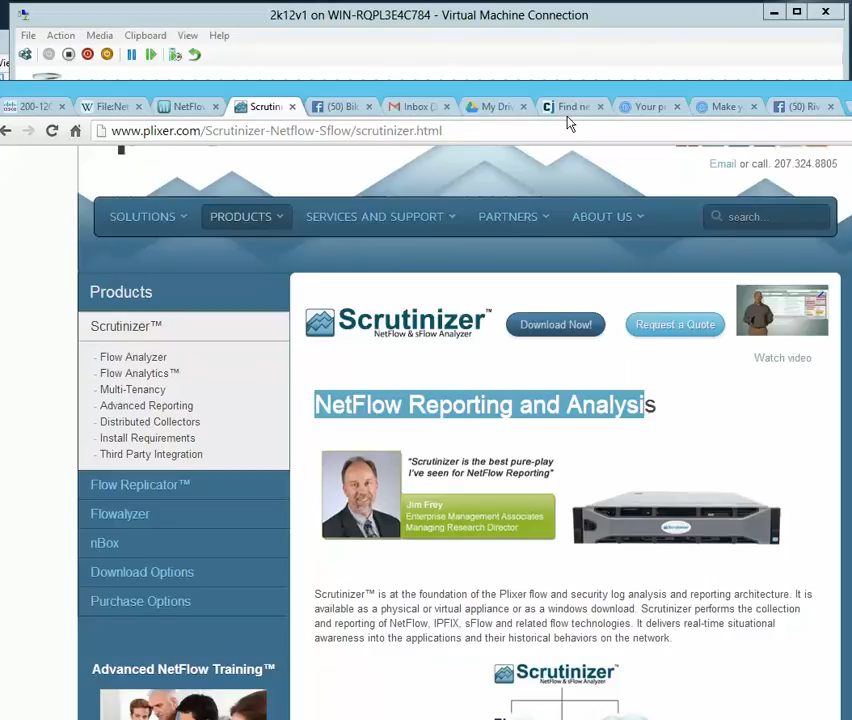 2k12v1 on WIN-RQPL3E4C784 - Virtual Machine Connection
File Action Media Clipboard View Help
200-120 File:Net NetFlow Scrutin (50) Bik Inbox (3 My Driv Find ne Your p Make y (50) Riv
www.plixer.com/Scrutinizer-Netflow-Sflow/scrutinizer.html
Email or call. 207.324.8805
SOLUTIONS PRODUCTS SERVICES AND SUPPORT PARTNERS ABOUT US search...
Products
Scrutinizer™
- Flow Analyzer
- Flow Analytics™
- Multi-Tenancy
- Advanced Reporting
- Distributed Collectors
- Install Requirements
- Third Party Integration
Flow Replicator™
Flowalyzer
nBox
Download Options
Purchase Options
Advanced NetFlow Training™
Scrutinizer™
NetFlow & sFlow Analyzer
Download Now!
Request a Quote
Watch video
NetFlow Reporting and Analysis
"Scrutinizer is the best pure-play
I've seen for NetFlow Reporting"
Jim Frey
Enterprise Management Associates
Managing Research Director
Scrutinizer
Scrutinizer™ is at the foundation of the Plixer flow and security log analysis and reporting architecture. It is
available as a physical or virtual appliance or as a windows download. Scrutinizer performs the collection
and reporting of NetFlow, IPFIX, sFlow and related flow technologies. It delivers real-time situational
awareness into the applications and their historical behaviors on the network.
Scrutinizer™
NetFlow & sFlow Analyzer